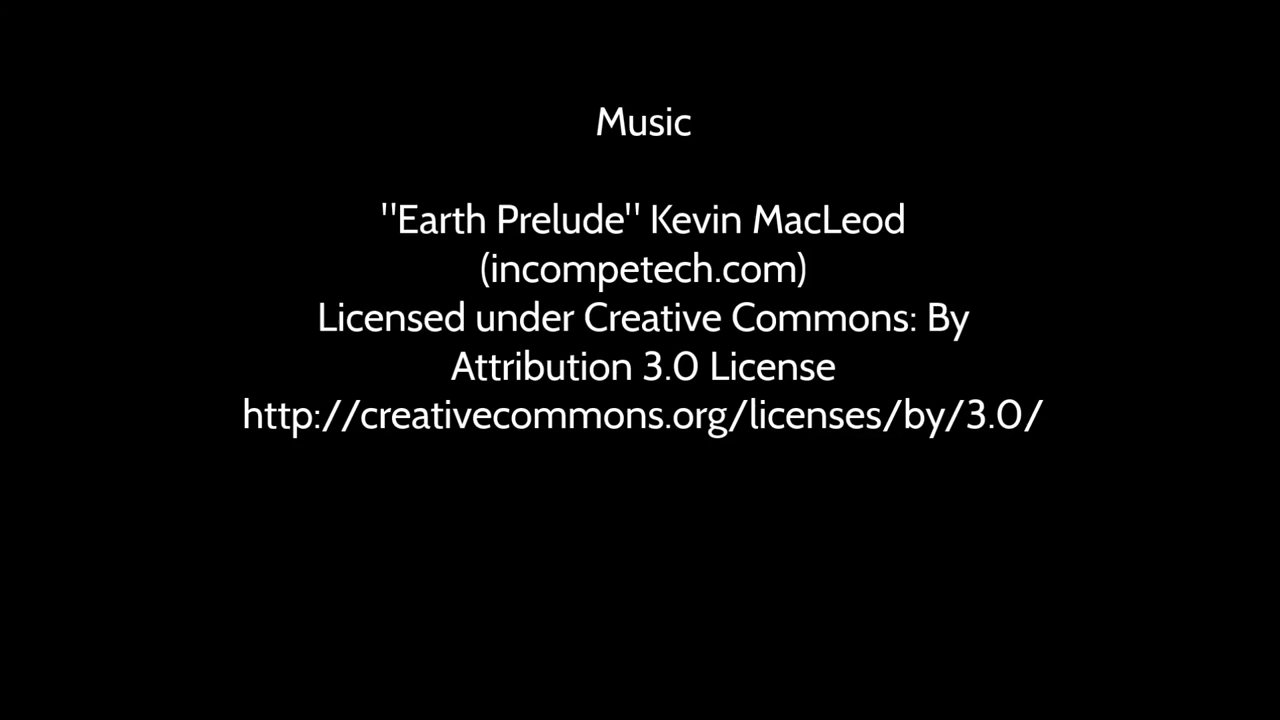 Music
"Earth Prelude" Kevin MacLeod
(incompetech.com)
Licensed under Creative Commons: By
Attribution 3.0 License
http://creativecommons.org/licenses/by/3.0/